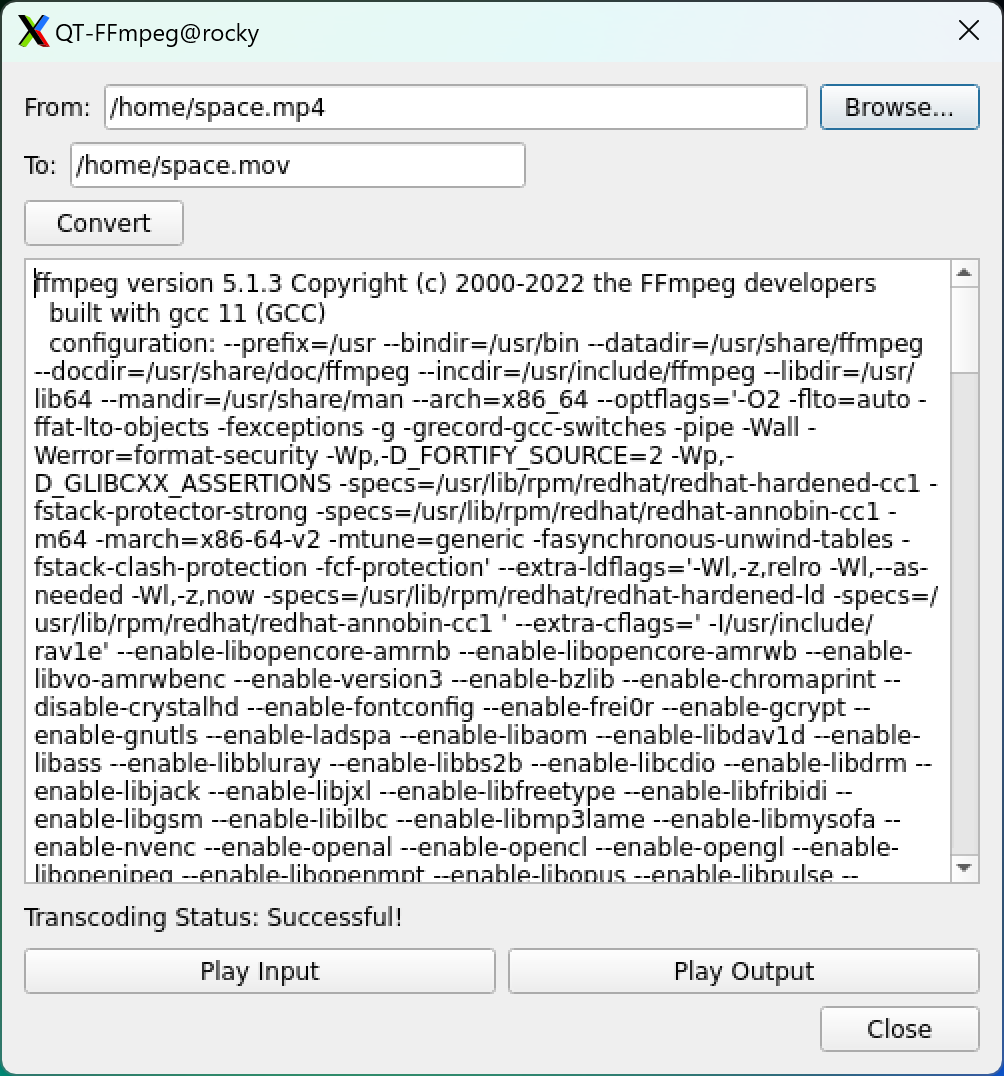 QT-FFmpeg@rocky
From: /home/space.mp4 Browse...
To: /home/space.mov
Convert
ffmpeg version 5.1.3 Copyright (c) 2000-2022 the FFmpeg developers
built with gcc 11 (GCC)
configuration: --prefix=/usr --bindir=/usr/bin --datadir=/usr/share/ffmpeg
--docdir=/usr/share/doc/ffmpeg --incdir=/usr/include/ffmpeg --libdir=/usr/
lib64 --mandir=/usr/share/man --arch=x86_64 --optflags='-O2 -flto=auto -
ffat-lto-objects -fexceptions -g -grecord-gcc-switches -pipe -Wall -
Werror=format-security -Wp,-D_FORTIFY_SOURCE=2 -Wp,-
D_GLIBCXX_ASSERTIONS -specs=/usr/lib/rpm/redhat/redhat-hardened-cc1 -
fstack-protector-strong -specs=/usr/lib/rpm/redhat/redhat-annobin-cc1 -
m64 -march=x86-64-v2 -mtune=generic -fasynchronous-unwind-tables -
fstack-clash-protection -fcf-protection' --extra-ldflags='-Wl,-z,relro -Wl,--as-
needed -Wl,-z,now -specs=/usr/lib/rpm/redhat/redhat-hardened-ld -specs=/
usr/lib/rpm/redhat/redhat-annobin-cc1 ' --extra-cflags=' -I/usr/include/
rav1e' --enable-libopencore-amrnb --enable-libopencore-amrwb --enable-
libvo-amrwbenc --enable-version3 --enable-bzlib --enable-chromaprint --
disable-crystalhd --enable-fontconfig --enable-frei0r --enable-gcrypt --
enable-gnutls --enable-ladspa --enable-libaom --enable-libdav1d --enable-
libass --enable-libbluray --enable-libbs2b --enable-libcdio --enable-libdrm --
enable-libjack --enable-libjxl --enable-libfreetype --enable-libfribidi --
enable-libgsm --enable-libilbc --enable-libmp3lame --enable-libmysofa --
enable-nvenc --enable-openal --enable-opencl --enable-opengl --enable-
libopenjpeg --enable-libopenmpt --enable-libopus --enable-libpulse --
Transcoding Status: Successful!
Play Input Play Output
Close